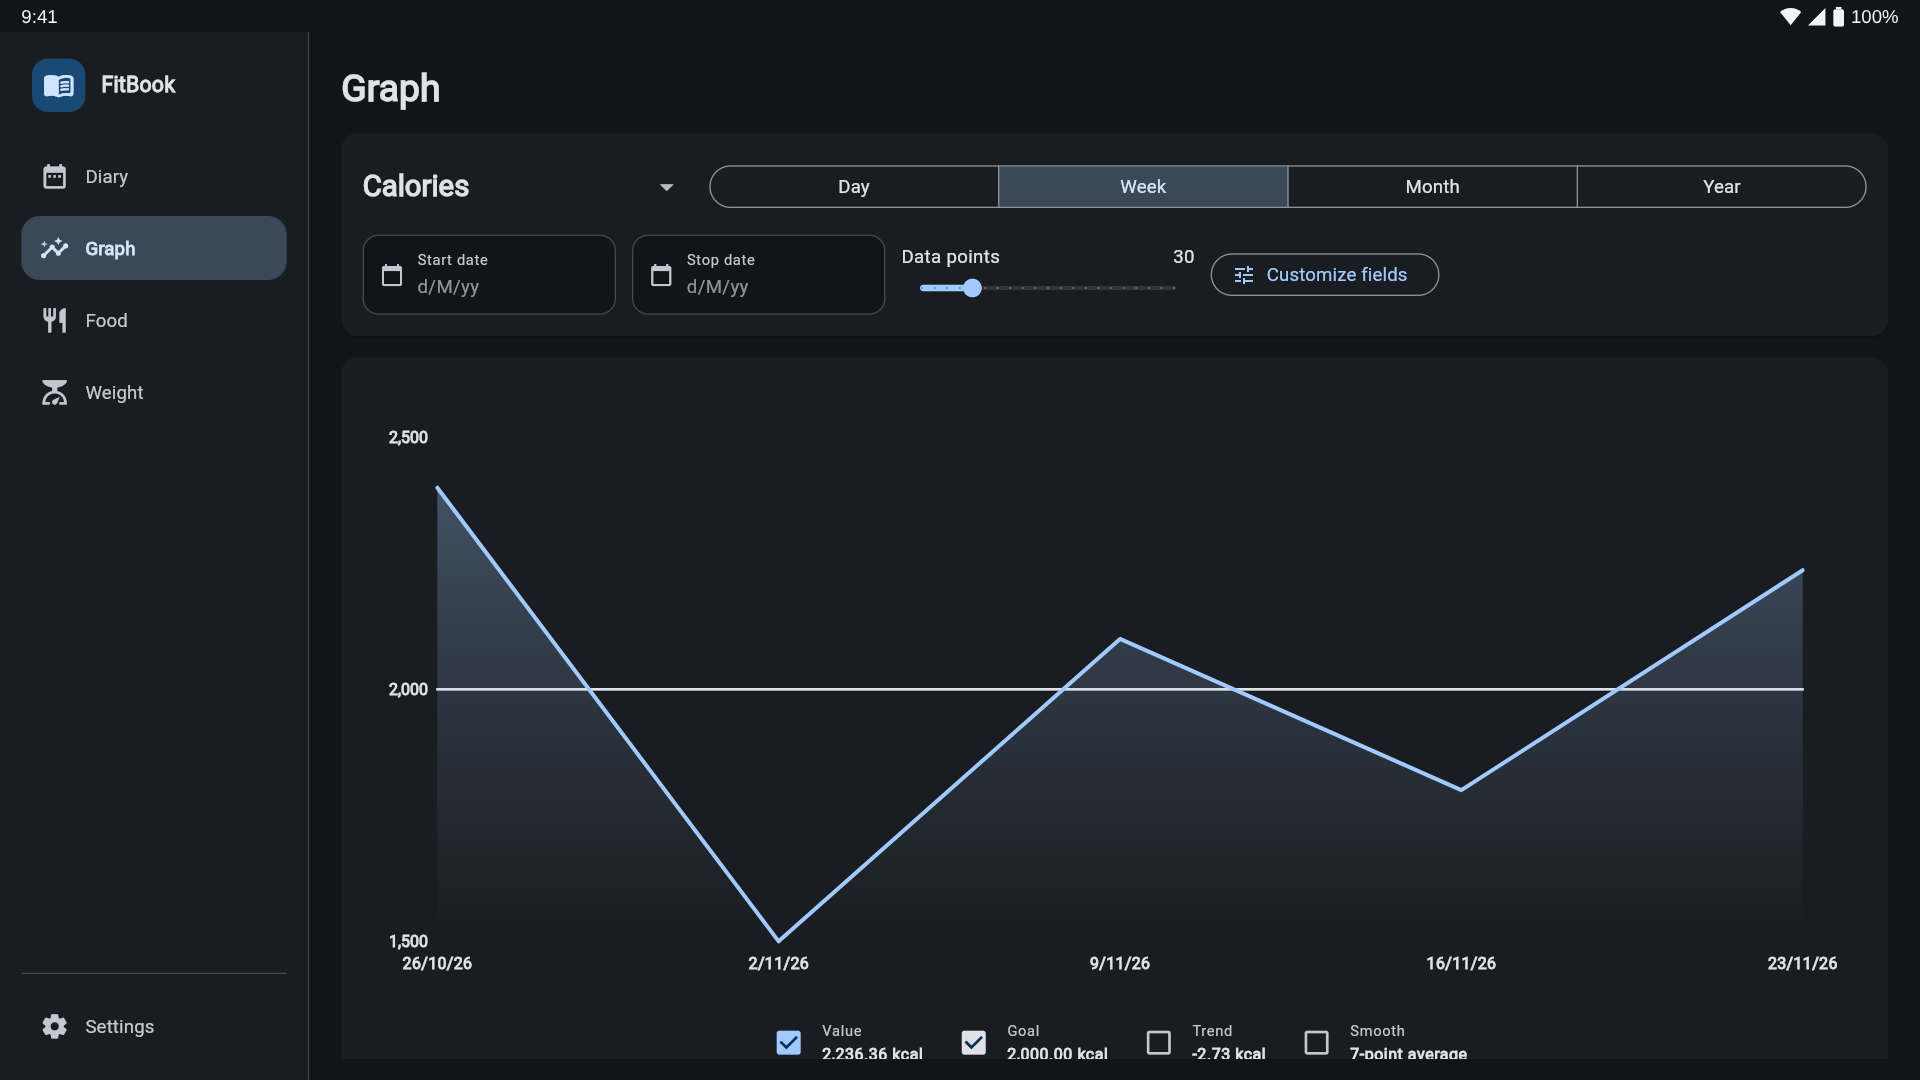 9:41
100%
FitBook
Diary
Graph
Food
Weight
Settings
Graph
Calories
Day
Week
Month
Year
Start date
d/M/yy
Stop date
d/M/yy
Data points
30
Customize fields
2,500
2,000
1,500
26/10/26
2/11/26
9/11/26
16/11/26
23/11/26
Value
2,236.36 kcal
Goal
2,000.00 kcal
Trend
-2.73 kcal
Smooth
7-point average